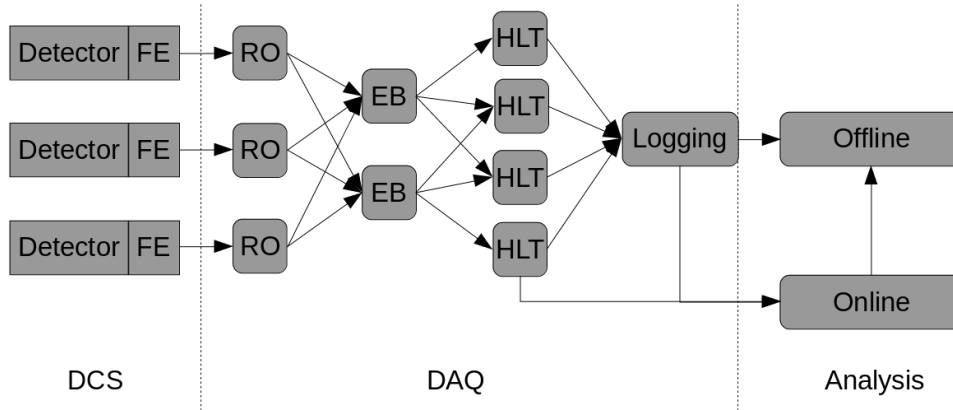 Detector FE RO HLT
EB HLT
Detector FE RO Logging Offline
EB HLT
Detector FE RO HLT
Online
DCS DAQ Analysis